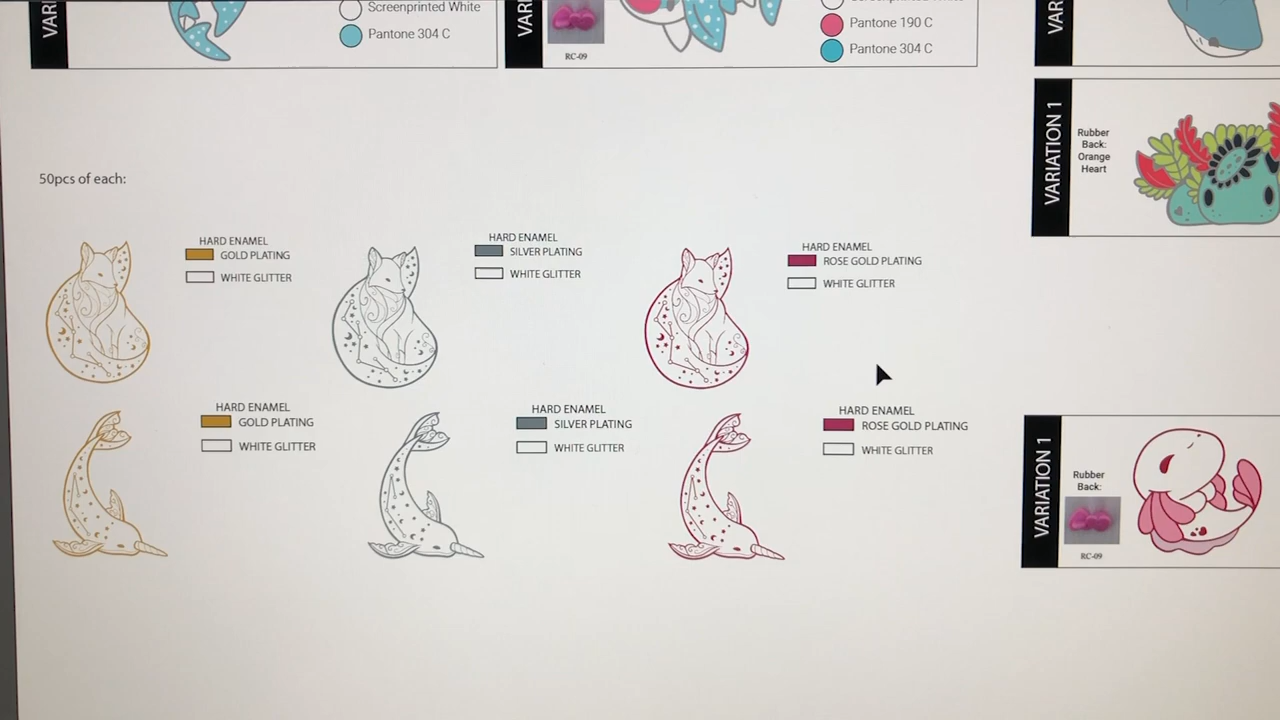 VARI
Screenprinted White
Pantone 304 C
VARI
RC-09
Pantone 190 C
Pantone 304 C
VAR
VARIATION 1
Rubber
Back:
Orange
Heart
50pcs of each:
HARD ENAMEL
GOLD PLATING
WHITE GLITTER
HARD ENAMEL
SILVER PLATING
WHITE GLITTER
HARD ENAMEL
ROSE GOLD PLATING
WHITE GLITTER
HARD ENAMEL
GOLD PLATING
WHITE GLITTER
HARD ENAMEL
SILVER PLATING
WHITE GLITTER
HARD ENAMEL
ROSE GOLD PLATING
WHITE GLITTER
VARIATION 1
Rubber
Back:
RC-09